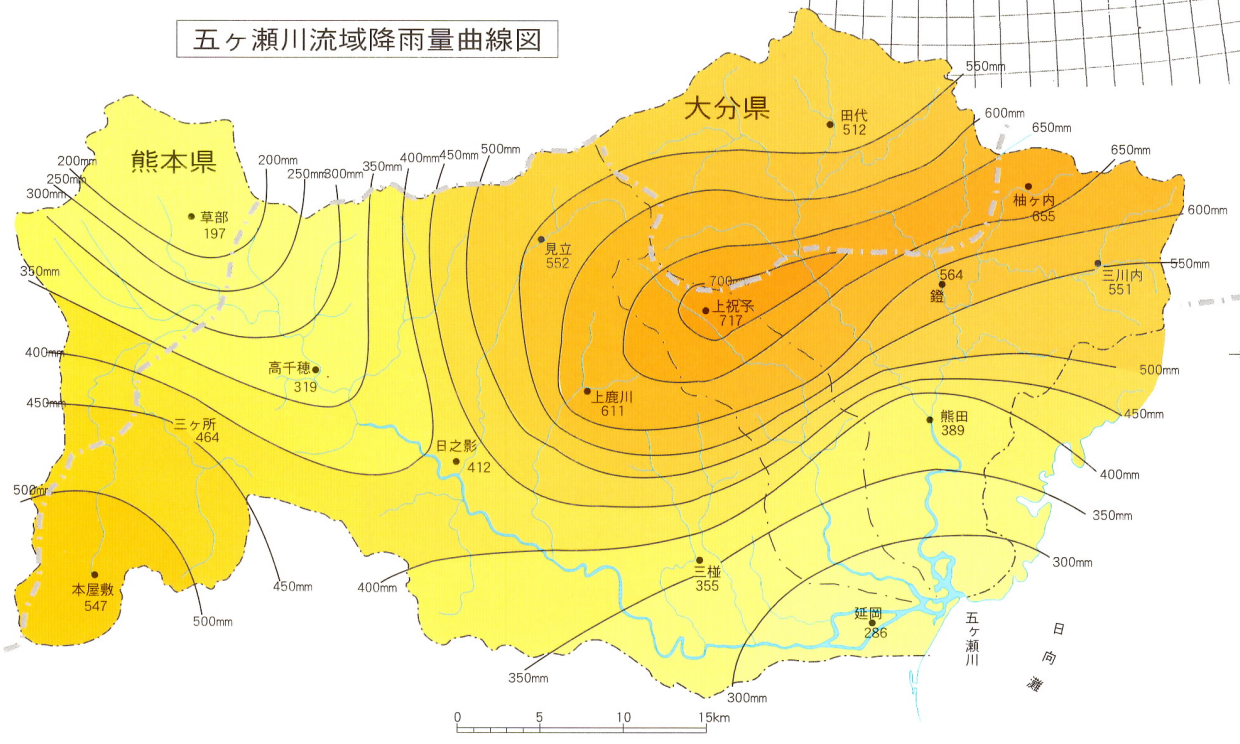 五ヶ瀬川流域降雨量曲線図
大分県
熊本県
550mm
600mm
650mm
650mm
600mm
550mm
500mm
450mm
400mm
350mm
300mm
200mm
250mm
300mm
200mm
250mm
300mm
350mm
400mm
450mm
500mm
350mm
400mm
450mm
500mm
700mm
450mm
500mm
400mm
350mm
300mm
田代
512
草部
197
柚ヶ内
655
見立
552
564
鐙
三川内
551
上祝子
717
高千穂
319
上鹿川
611
熊田
389
三ヶ所
464
日之影
412
本屋敷
547
三椪
355
延岡
286
五ヶ瀬川
日向灘
0 5 10 15km